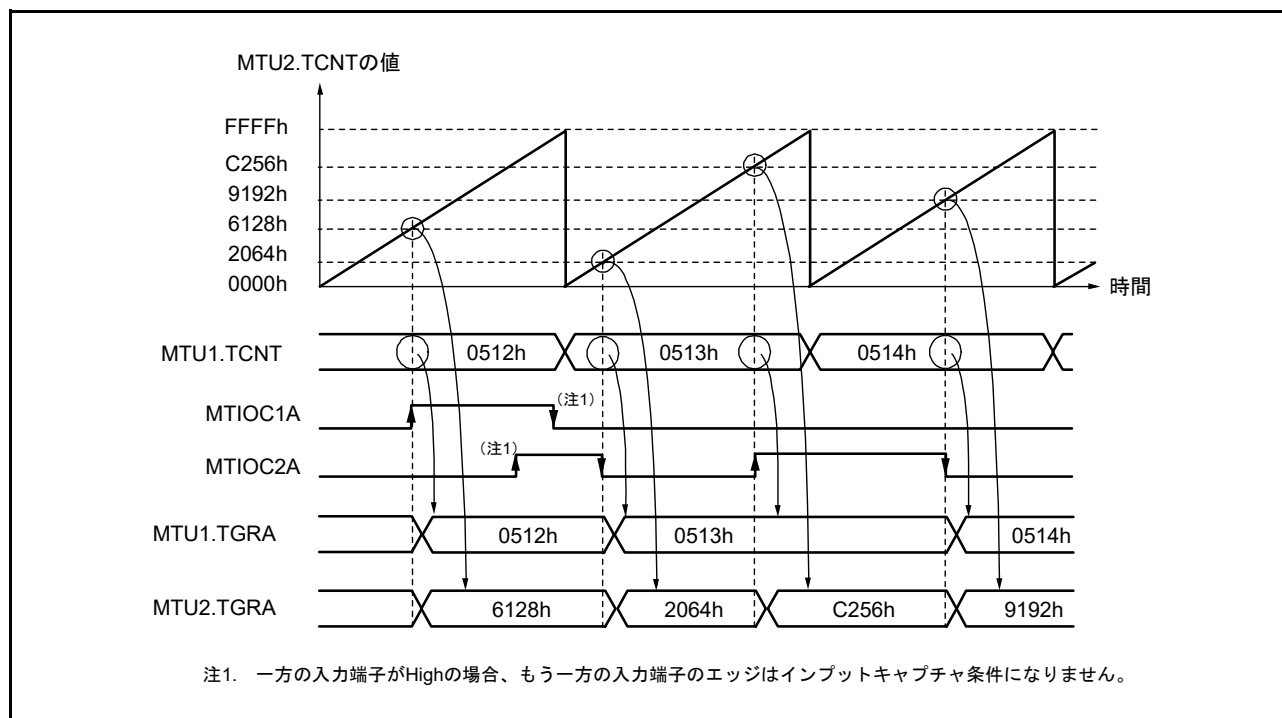 MTU2.TCNTの値
FFFFh
C256h
9192h
6128h
2064h
0000h
時間
MTU1.TCNT
0512h
0513h
0514h
MTIOC1A
（注1）
MTIOC2A
（注1）
MTU1.TGRA
0512h
0513h
0514h
MTU2.TGRA
6128h
2064h
C256h
9192h
注1. 一方の入力端子がHighの場合、もう一方の入力端子のエッジはインプットキャプチャ条件になりません。